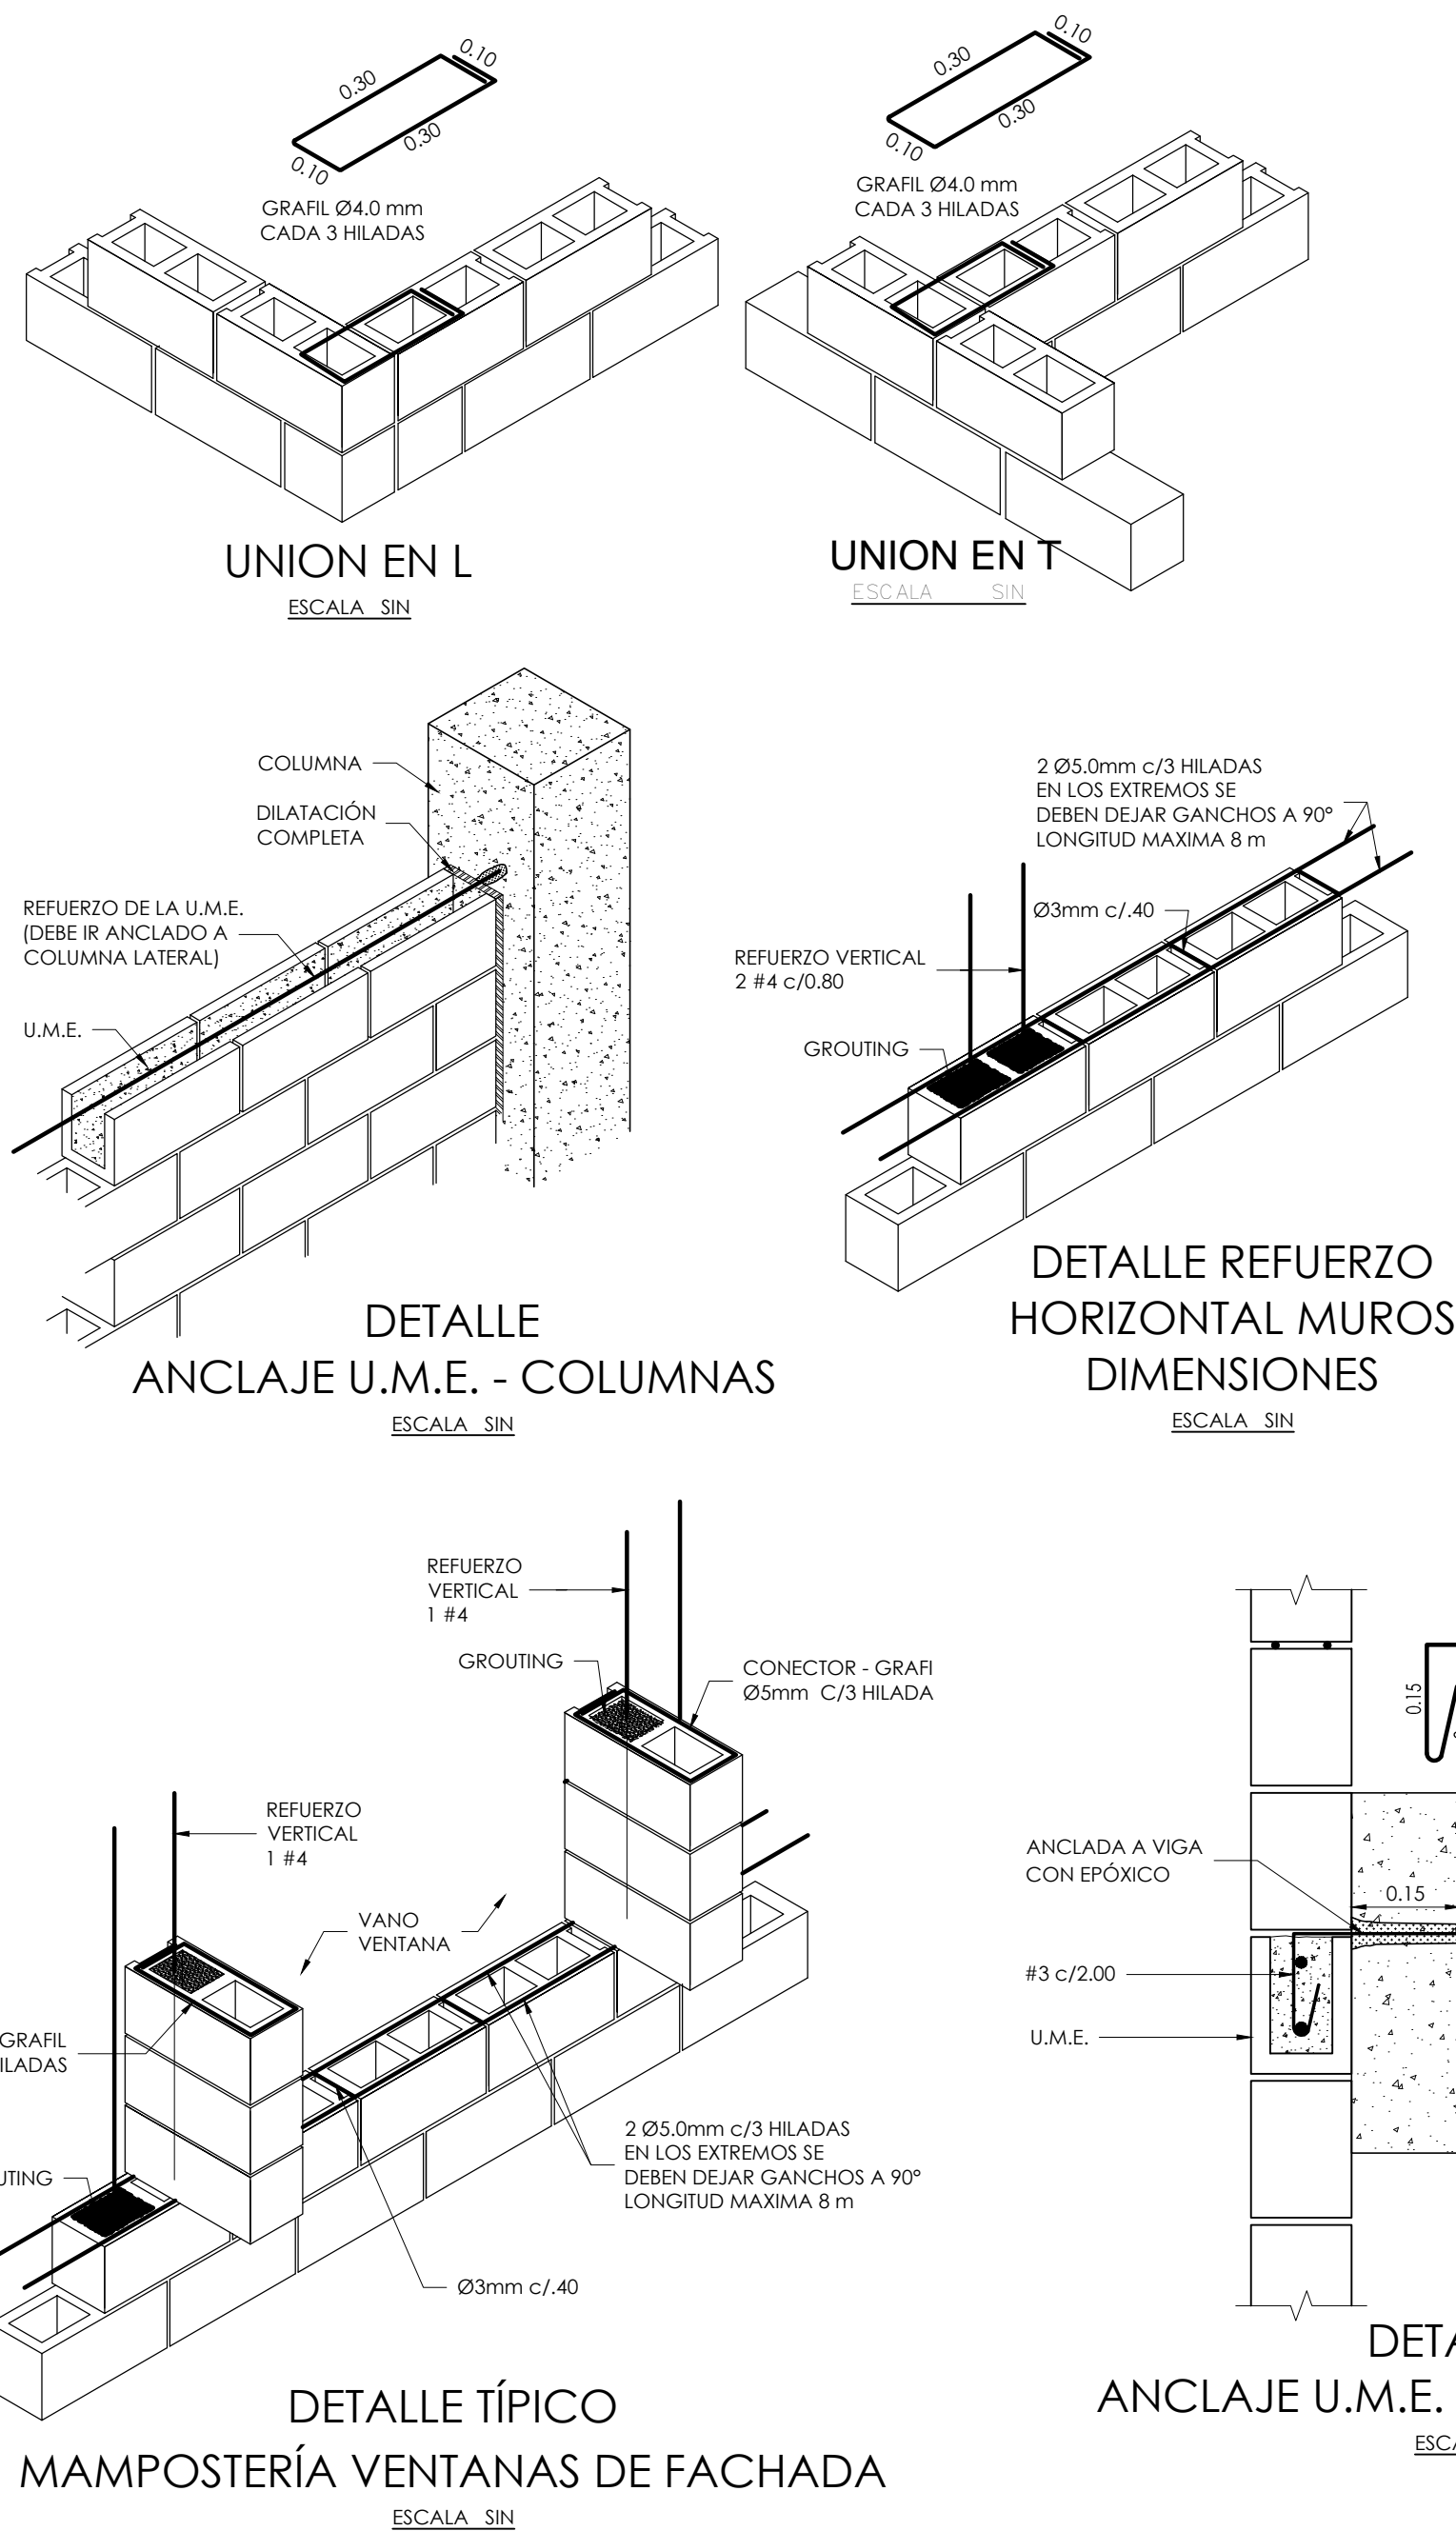 0.10
0.30
0.30
0.10
GRAFIL Ø4.0 mm
CADA 3 HILADAS
UNION EN L
ESCALA SIN
0.10
0.30
0.30
0.10
GRAFIL Ø4.0 mm
CADA 3 HILADAS
UNION EN T
ESCALA SIN
COLUMNA
DILATACIÓN
COMPLETA
REFUERZO DE LA U.M.E.
(DEBE IR ANCLADO A
COLUMNA LATERAL)
U.M.E.
DETALLE
ANCLAJE U.M.E. - COLUMNAS
ESCALA SIN
2 Ø5.0mm c/3 HILADAS
EN LOS EXTREMOS SE
DEBEN DEJAR GANCHOS A 90°
LONGITUD MAXIMA 8 m
Ø3mm c/.40
REFUERZO VERTICAL
2 #4 c/0.80
GROUTING
DETALLE REFUERZO
HORIZONTAL MUROS
DIMENSIONES
ESCALA SIN
REFUERZO
VERTICAL
1 #4
GROUTING
CONECTOR - GRAFI
Ø5mm C/3 HILADA
REFUERZO
VERTICAL
1 #4
VANO
VENTANA
GRAFIL
ILADAS
UTING
2 Ø5.0mm c/3 HILADAS
EN LOS EXTREMOS SE
DEBEN DEJAR GANCHOS A 90°
LONGITUD MAXIMA 8 m
Ø3mm c/.40
DETALLE TÍPICO
MAMPOSTERÍA VENTANAS DE FACHADA
ESCALA SIN
0.15
ANCLADA A VIGA
CON EPÓXICO
0.15
#3 c/2.00
U.M.E.
DETA
ANCLAJE U.M.E.
ESCA